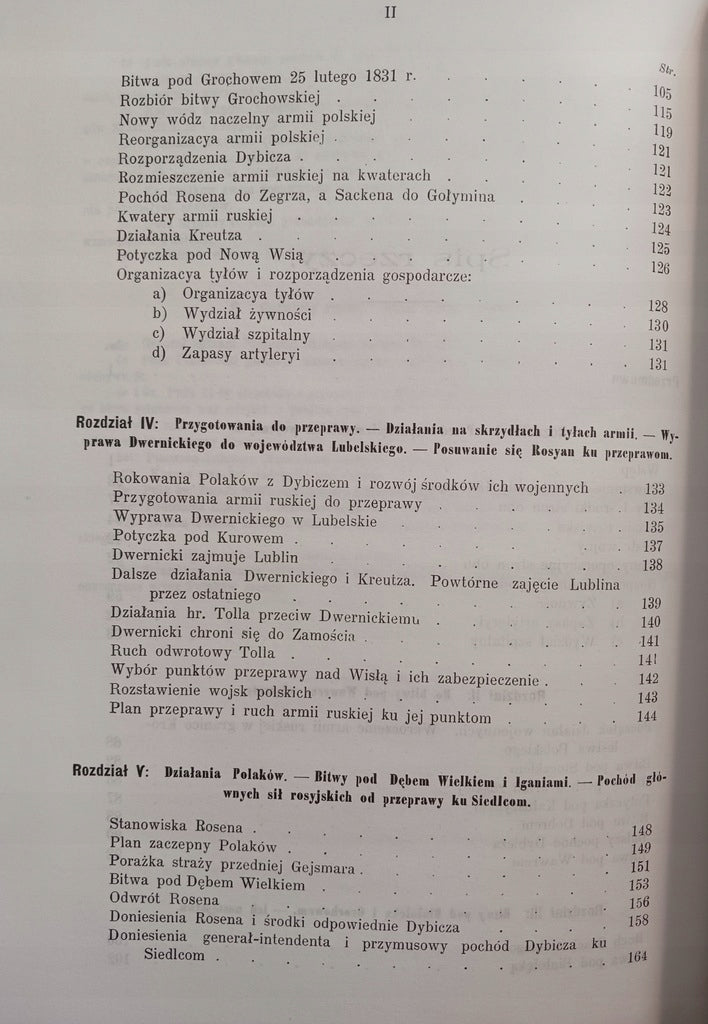 II
Str.
Bitwa pod Grochowem 25 lutego 1831 r. . . . . . . 105
Rozbiór bitwy Grochowskiej . . . . . . . . 115
Nowy wódz naczelny armii polskiej . . . . . . 119
Reorganizacya armii polskiej . . . . . . . . 121
Rozporządzenia Dybicza . . . . . . . . . 121
Rozmieszczenie armii ruskiej na kwaterach . . . . . 122
Pochód Rosena do Zegrza, a Sackena do Gołymina . . . . 123
Kwatery armii ruskiej . . . . . . . . . 124
Działania Kreutza . . . . . . . . . . 125
Potyczka pod Nową Wsią . . . . . . . . 126
Organizacya tyłów i rozporządzenia gospodarcze:
a) Organizacya tyłów . . . . . . . . 128
b) Wydział żywności . . . . . . . . 130
c) Wydział szpitalny . . . . . . . . 131
d) Zapasy artyleryi . . . . . . . . 131
Rozdział IV: Przygotowania do przeprawy. — Działania na skrzydłach i tyłach armii. — Wy-
prawa Dwernickiego do województwa Lubelskiego. — Posuwanie się Rosyan ku przeprawom.
Rokowania Polaków z Dybiczem i rozwój środków ich wojennych . 133
Przygotowania armii ruskiej do przeprawy . . . . . . 134
Wyprawa Dwernickiego w Lubelskie . . . . . . . 135
Potyczka pod Kurowem . . . . . . . . . 137
Dwernicki zajmuje Lublin . . . . . . . . 138
Dalsze działania Dwernickiego i Kreutza. Powtórne zajęcie Lublina
przez ostatniego . . . . . . . . . 139
Działania hr. Tolla przeciw Dwernickiemu . . . . . . 140
Dwernicki chroni się do Zamościa . . . . . . . 141
Ruch odwrotowy Tolla . . . . . . . . . 141
Wybór punktów przeprawy nad Wisłą i ich zabezpieczenie . . . 142
Rozstawienie wojsk polskich . . . . . . . . 143
Plan przeprawy i ruch armii ruskiej ku jej punktom . . . . 144
Rozdział V: Działania Polaków. — Bitwy pod Dębem Wielkiem i Iganiami. — Pochód głó-
wnych sił rosyjskich od przeprawy ku Siedlcom.
Stanowiska Rosena . . . . . . . . . . 148
Plan zaczepny Polaków . . . . . . . . . 149
Porażka straży przedniej Gejsmara . . . . . . . 151
Bitwa pod Dębem Wielkiem . . . . . . . . 153
Odwrót Rosena . . . . . . . . . . 156
Doniesienia Rosena i środki odpowiednie Dybicza . . . . 158
Doniesienia generał-intendenta i przymusowy pochód Dybicza ku
Siedlcom . . . . . . . . . . . 164